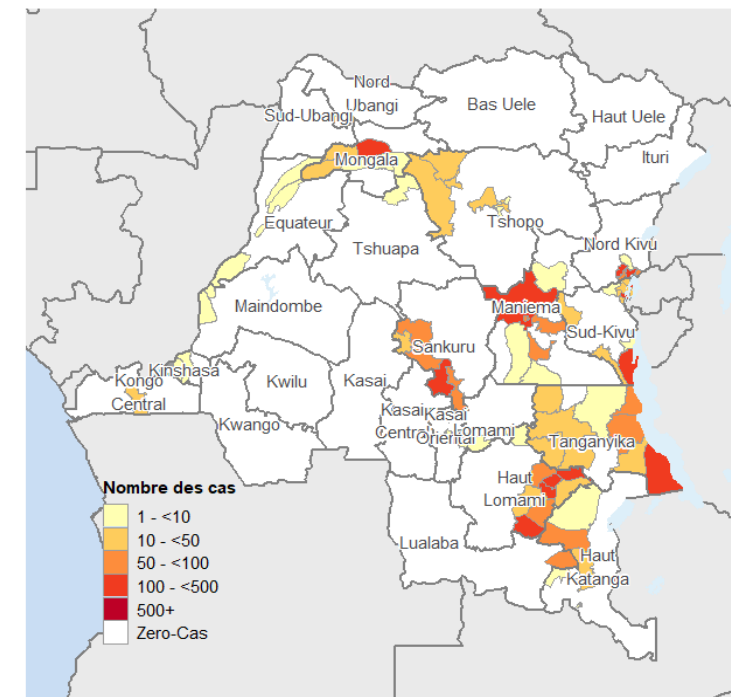 Nord
Ubangi
Sud-Ubangi
Bas Uele
Haut Uele
Mongala
Ituri
Equateur
Tshopo
Tshuapa
Nord Kivu
Maindombe
Maniema
Sud-Kivu
Sankuru
Kinshasa
Kongo
Central
Kwilu
Kasai
Kwango
Kasai
Central
Kasai
Oriental
Lomami
Tanganyika
Haut
Lomami
Lualaba
Haut
Katanga
Nombre des cas
1 - <10
10 - <50
50 - <100
100 - <500
500+
Zero-Cas